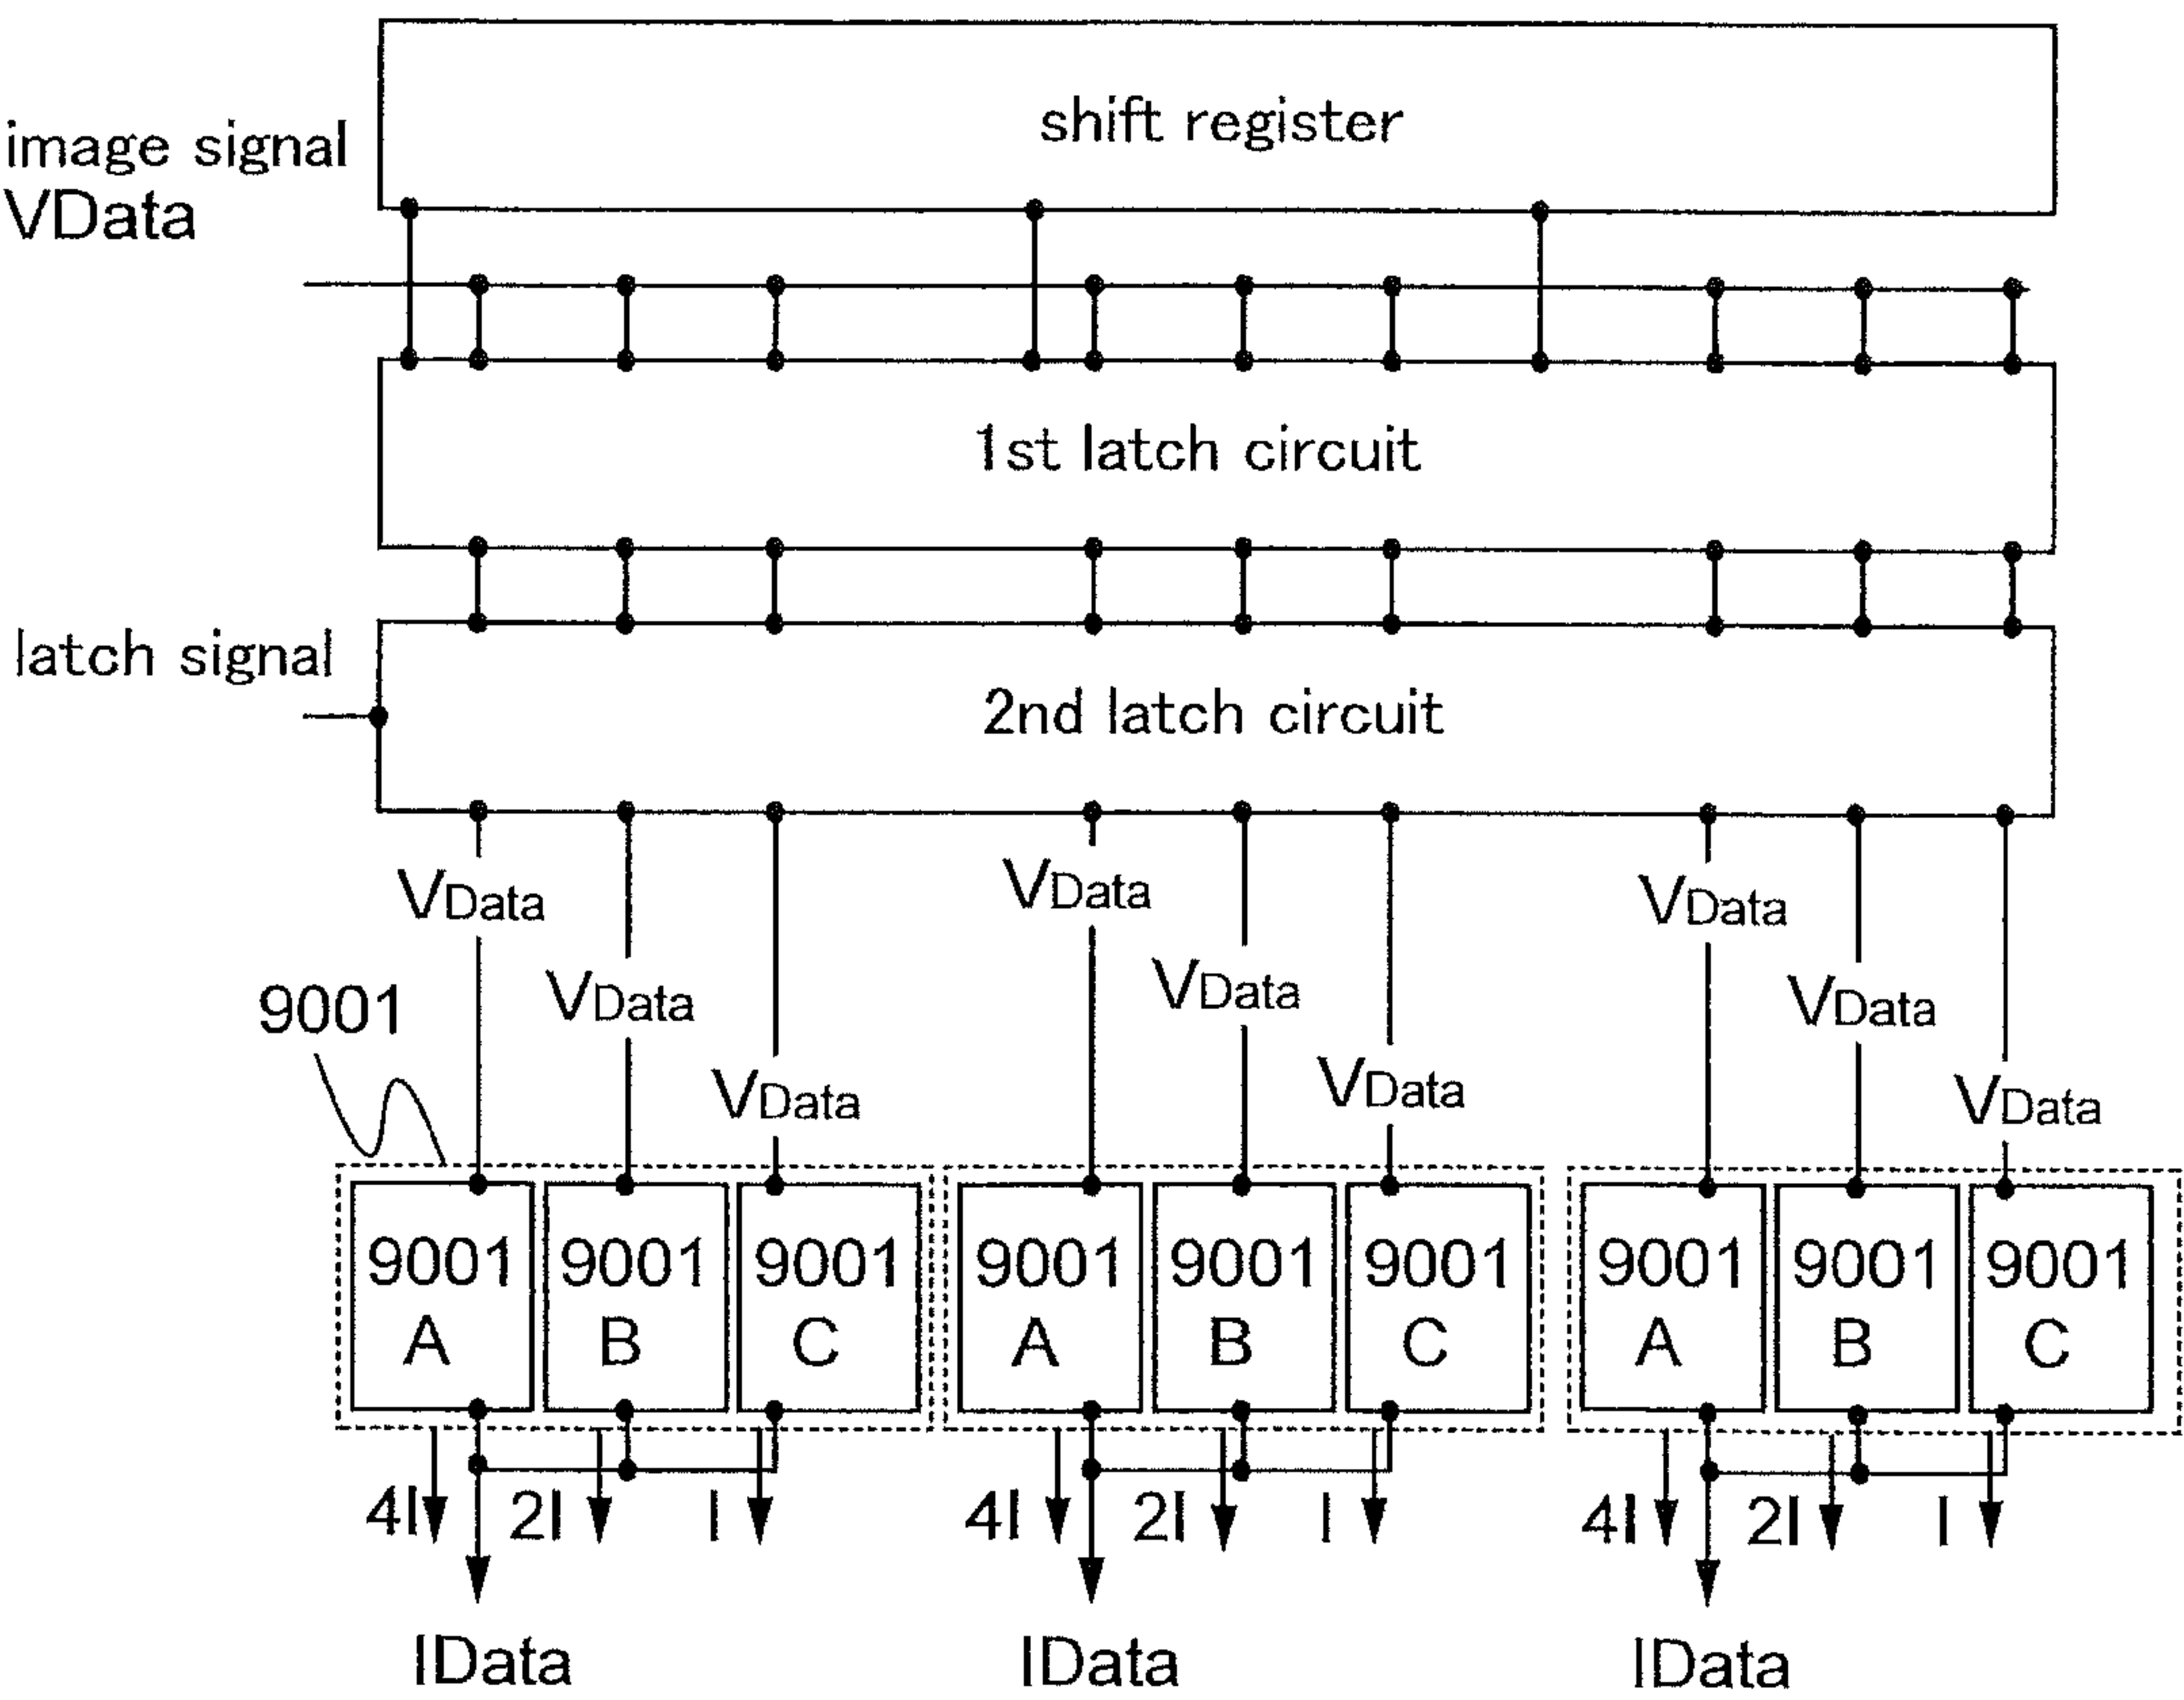 shift register
image signal
VData
1st latch circuit
latch signal
2nd latch circuit
VData VData VData
VData VData VData
VData VData VData
9001
9001 9001 9001 9001 9001 9001 9001 9001 9001
A B C A B C A B C
4I 2I I 4I 2I I 4I 2I I
IData IData IData